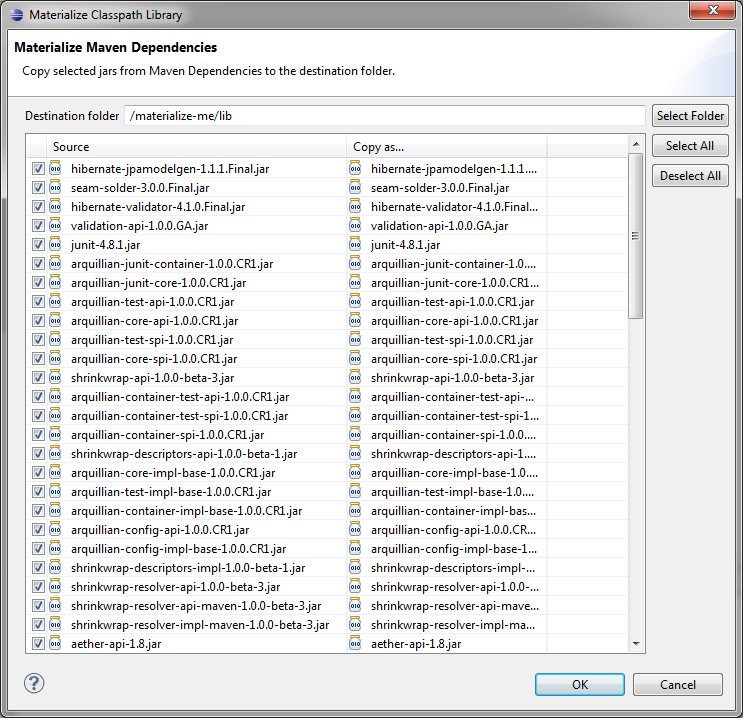 Materialize Classpath Library
Materialize Maven Dependencies
Copy selected jars from Maven Dependencies to the destination folder.
Destination folder /materialize-me/lib Select Folder
Select All
Deselect All
Source Copy as...
hibernate-jpamodelgen-1.1.1.Final.jar hibernate-jpamodelgen-1.1.1....
seam-solder-3.0.0.Final.jar seam-solder-3.0.0.Final.jar
hibernate-validator-4.1.0.Final.jar hibernate-validator-4.1.0.Final...
validation-api-1.0.0.GA.jar validation-api-1.0.0.GA.jar
junit-4.8.1.jar junit-4.8.1.jar
arquillian-junit-container-1.0.0.CR1.jar arquillian-junit-container-1.0....
arquillian-junit-core-1.0.0.CR1.jar arquillian-junit-core-1.0.0.CR1...
arquillian-test-api-1.0.0.CR1.jar arquillian-test-api-1.0.0.CR1.jar
arquillian-core-api-1.0.0.CR1.jar arquillian-core-api-1.0.0.CR1.jar
arquillian-test-spi-1.0.0.CR1.jar arquillian-test-spi-1.0.0.CR1.jar
arquillian-core-spi-1.0.0.CR1.jar arquillian-core-spi-1.0.0.CR1.jar
shrinkwrap-api-1.0.0-beta-3.jar shrinkwrap-api-1.0.0-beta-3.jar
arquillian-container-test-api-1.0.0.CR1.jar arquillian-container-test-api-...
arquillian-container-test-spi-1.0.0.CR1.jar arquillian-container-test-spi-1...
arquillian-container-spi-1.0.0.CR1.jar arquillian-container-spi-1.0.0....
shrinkwrap-descriptors-api-1.0.0-beta-1.jar shrinkwrap-descriptors-api-1....
arquillian-core-impl-base-1.0.0.CR1.jar arquillian-core-impl-base-1.0....
arquillian-test-impl-base-1.0.0.CR1.jar arquillian-test-impl-base-1.0....
arquillian-container-impl-base-1.0.0.CR1.jar arquillian-container-impl-bas...
arquillian-config-api-1.0.0.CR1.jar arquillian-config-api-1.0.0.CR...
arquillian-config-impl-base-1.0.0.CR1.jar arquillian-config-impl-base-1...
shrinkwrap-descriptors-impl-1.0.0-beta-1.jar shrinkwrap-descriptors-impl-...
shrinkwrap-resolver-api-1.0.0-beta-3.jar shrinkwrap-resolver-api-1.0.0-...
shrinkwrap-resolver-api-maven-1.0.0-beta-3.jar shrinkwrap-resolver-api-mave...
shrinkwrap-resolver-impl-maven-1.0.0-beta-3.jar shrinkwrap-resolver-impl-ma...
aether-api-1.8.jar aether-api-1.8.jar
? OK Cancel